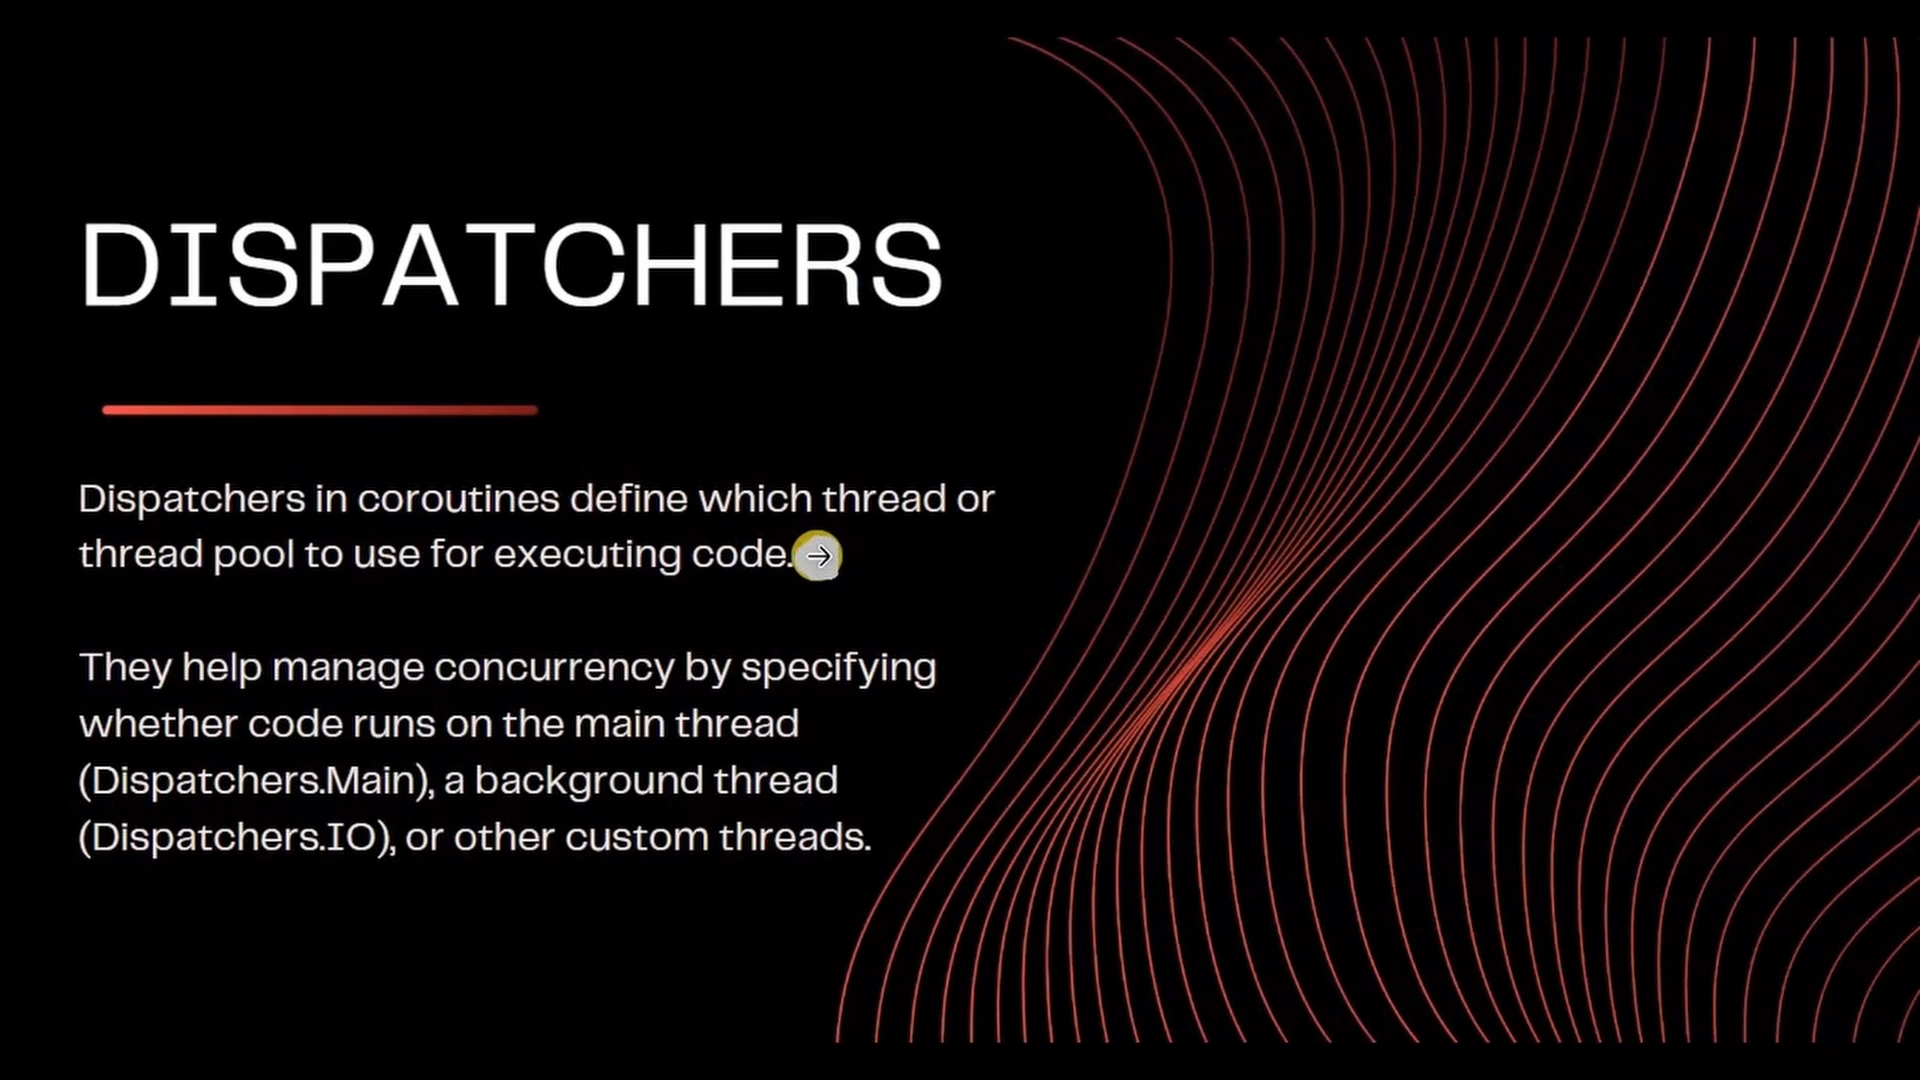 DISPATCHERS
Dispatchers in coroutines define which thread or
thread pool to use for executing code.
They help manage concurrency by specifying
whether code runs on the main thread
(Dispatchers.Main), a background thread
(Dispatchers.IO), or other custom threads.